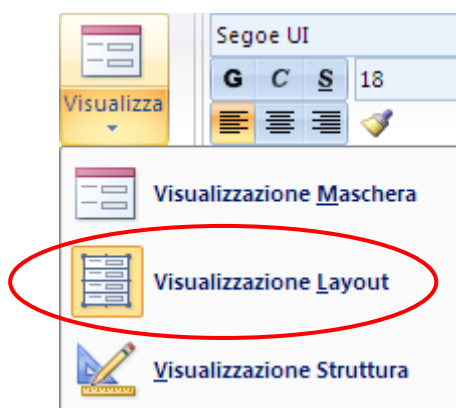 Segoe UI
G C S 18
Visualizza
Visualizzazione Maschera
Visualizzazione Layout
Visualizzazione Struttura